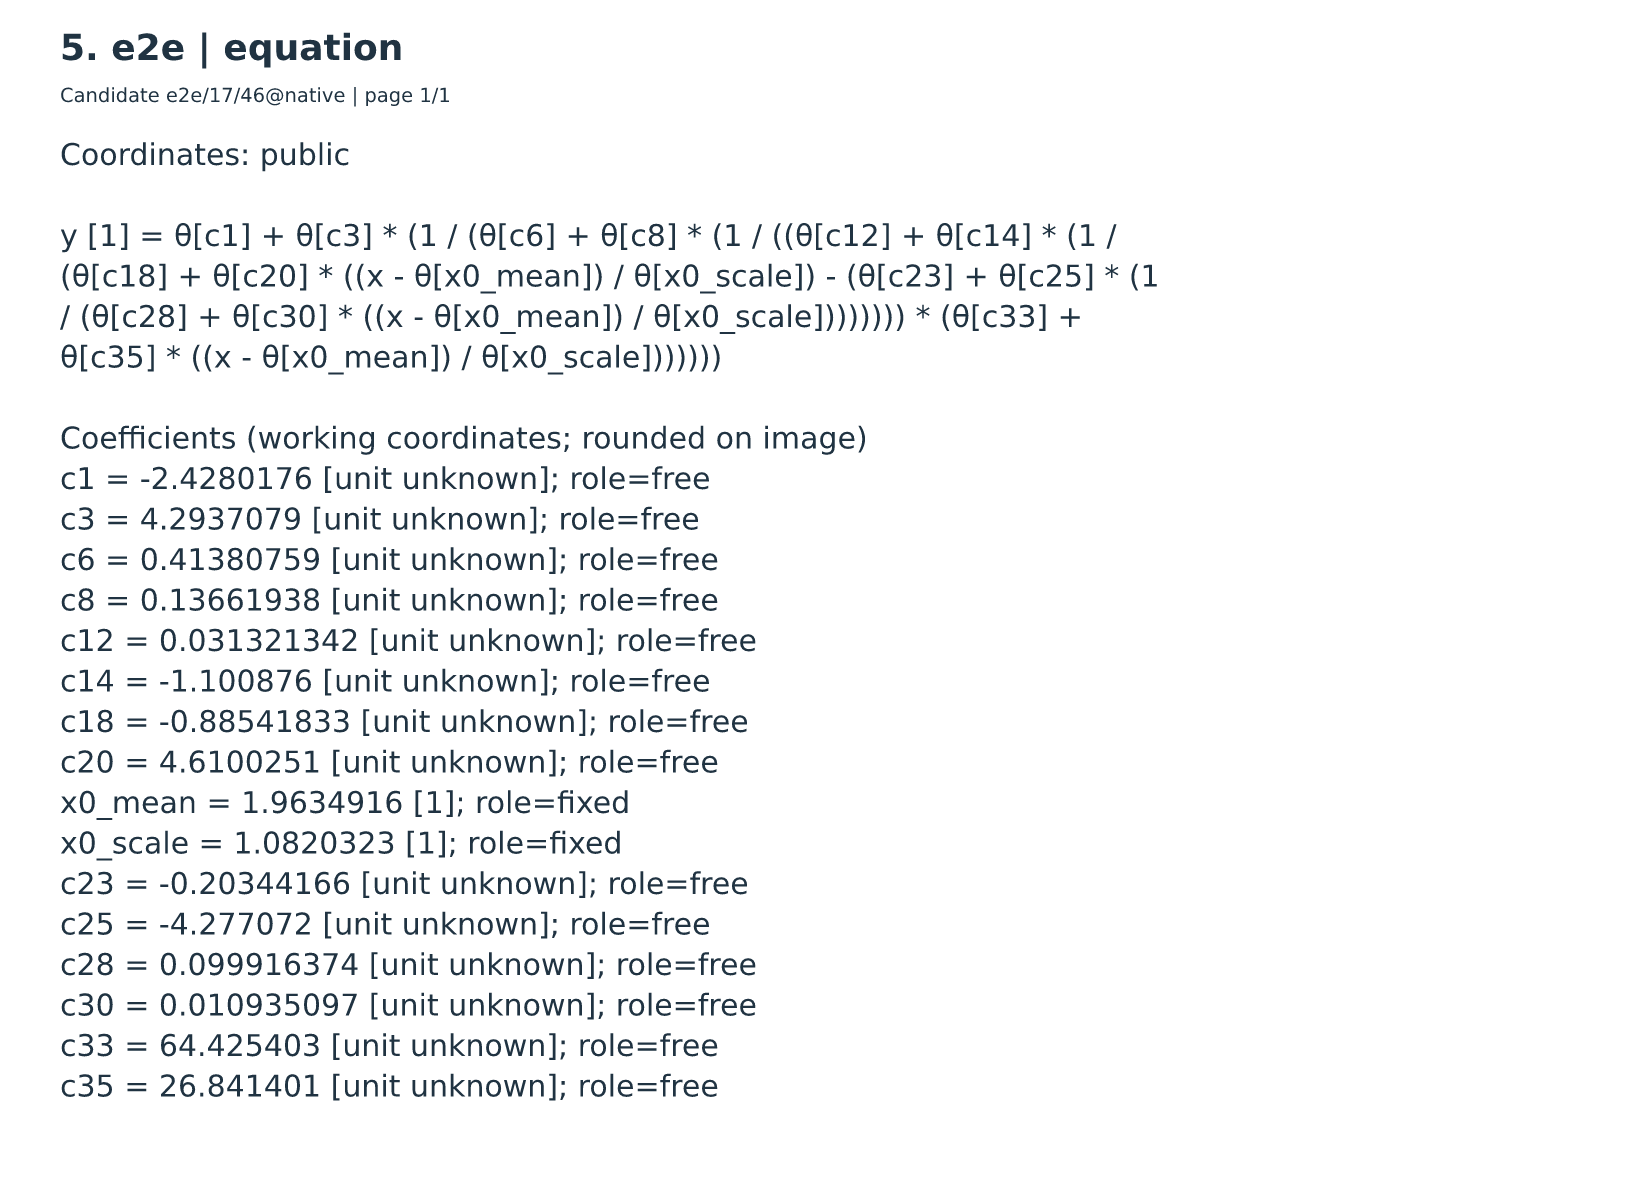 5. e2e | equation
Candidate e2e/17/46@native | page 1/1
Coordinates: public
y [1] = θ[c1] + θ[c3] * (1 / (θ[c6] + θ[c8] * (1 / ((θ[c12] + θ[c14] * (1 /
(θ[c18] + θ[c20] * ((x - θ[x0_mean]) / θ[x0_scale]) - (θ[c23] + θ[c25] * (1
/ (θ[c28] + θ[c30] * ((x - θ[x0_mean]) / θ[x0_scale]))))))) * (θ[c33] +
θ[c35] * ((x - θ[x0_mean]) / θ[x0_scale]))))))
Coefficients (working coordinates; rounded on image)
c1 = -2.4280176 [unit unknown]; role=free
c3 = 4.2937079 [unit unknown]; role=free
c6 = 0.41380759 [unit unknown]; role=free
c8 = 0.13661938 [unit unknown]; role=free
c12 = 0.031321342 [unit unknown]; role=free
c14 = -1.100876 [unit unknown]; role=free
c18 = -0.88541833 [unit unknown]; role=free
c20 = 4.6100251 [unit unknown]; role=free
x0_mean = 1.9634916 [1]; role=fixed
x0_scale = 1.0820323 [1]; role=fixed
c23 = -0.20344166 [unit unknown]; role=free
c25 = -4.277072 [unit unknown]; role=free
c28 = 0.099916374 [unit unknown]; role=free
c30 = 0.010935097 [unit unknown]; role=free
c33 = 64.425403 [unit unknown]; role=free
c35 = 26.841401 [unit unknown]; role=free